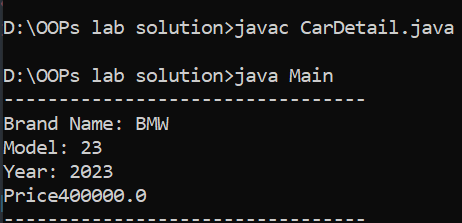 D:\OOPs lab solution>javac CarDetail.java
D:\OOPs lab solution>java Main
-------------------------------
Brand Name: BMW
Model: 23
Year: 2023
Price400000.0
-------------------------------